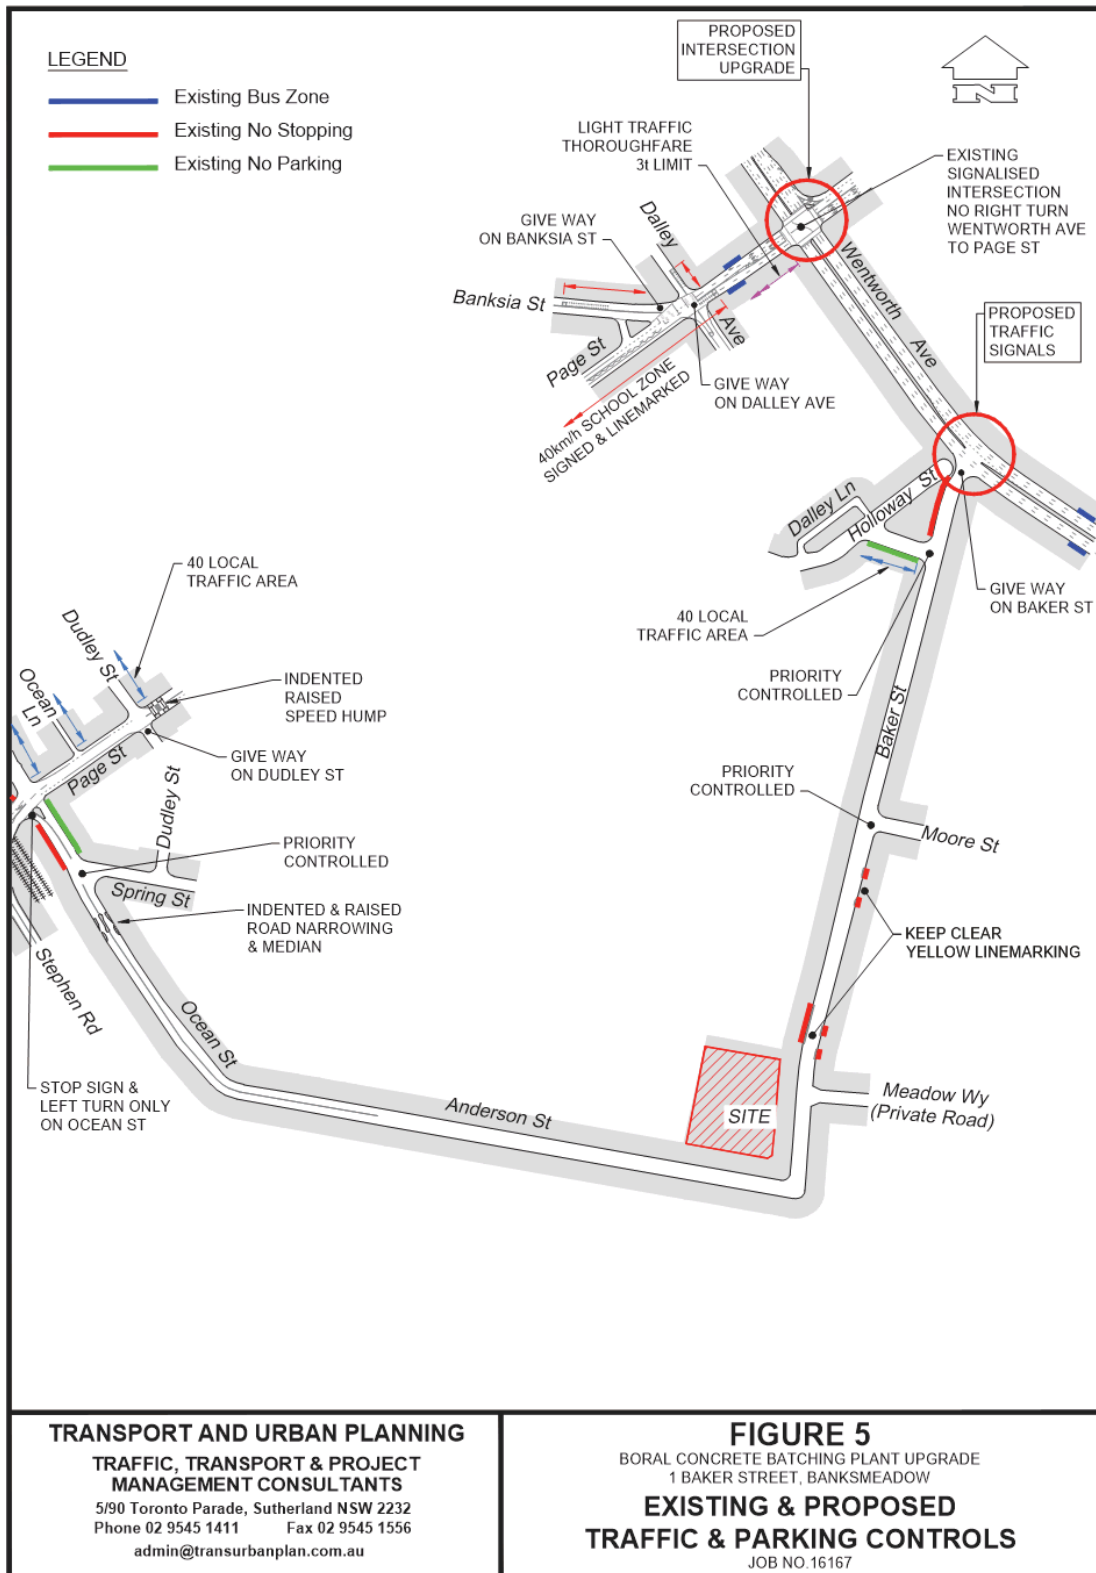 LEGEND
Existing Bus Zone
Existing No Stopping
Existing No Parking
PROPOSED
INTERSECTION
UPGRADE
N
LIGHT TRAFFIC
THOROUGHFARE
3t LIMIT
EXISTING
SIGNALISED
INTERSECTION
NO RIGHT TURN
WENTWORTH AVE
TO PAGE ST
GIVE WAY
ON BANKSIA ST
Dalley
Ave
Banksia St
Page St
Wentworth
Ave
PROPOSED
TRAFFIC
SIGNALS
GIVE WAY
ON DALLEY AVE
40km/h SCHOOL ZONE
SIGNED & LINEMARKED
Dalley Ln
Holloway St
GIVE WAY
ON BAKER ST
40 LOCAL
TRAFFIC AREA
PRIORITY
CONTROLLED
Baker St
40 LOCAL
TRAFFIC AREA
Dudley St
Ocean
Ln
INDENTED
RAISED
SPEED HUMP
Page St
GIVE WAY
ON DUDLEY ST
Dudley St
PRIORITY
CONTROLLED
PRIORITY
CONTROLLED
Moore St
Spring St
INDENTED & RAISED
ROAD NARROWING
& MEDIAN
KEEP CLEAR
YELLOW LINEMARKING
Stephen Rd
Ocean St
STOP SIGN &
LEFT TURN ONLY
ON OCEAN ST
Anderson St
SITE
Meadow Wy
(Private Road)
TRANSPORT AND URBAN PLANNING
TRAFFIC, TRANSPORT & PROJECT
MANAGEMENT CONSULTANTS
5/90 Toronto Parade, Sutherland NSW 2232
Phone 02 9545 1411 Fax 02 9545 1556
admin@transurbanplan.com.au
FIGURE 5
BORAL CONCRETE BATCHING PLANT UPGRADE
1 BAKER STREET, BANKSMEADOW
EXISTING & PROPOSED
TRAFFIC & PARKING CONTROLS
JOB NO.16167